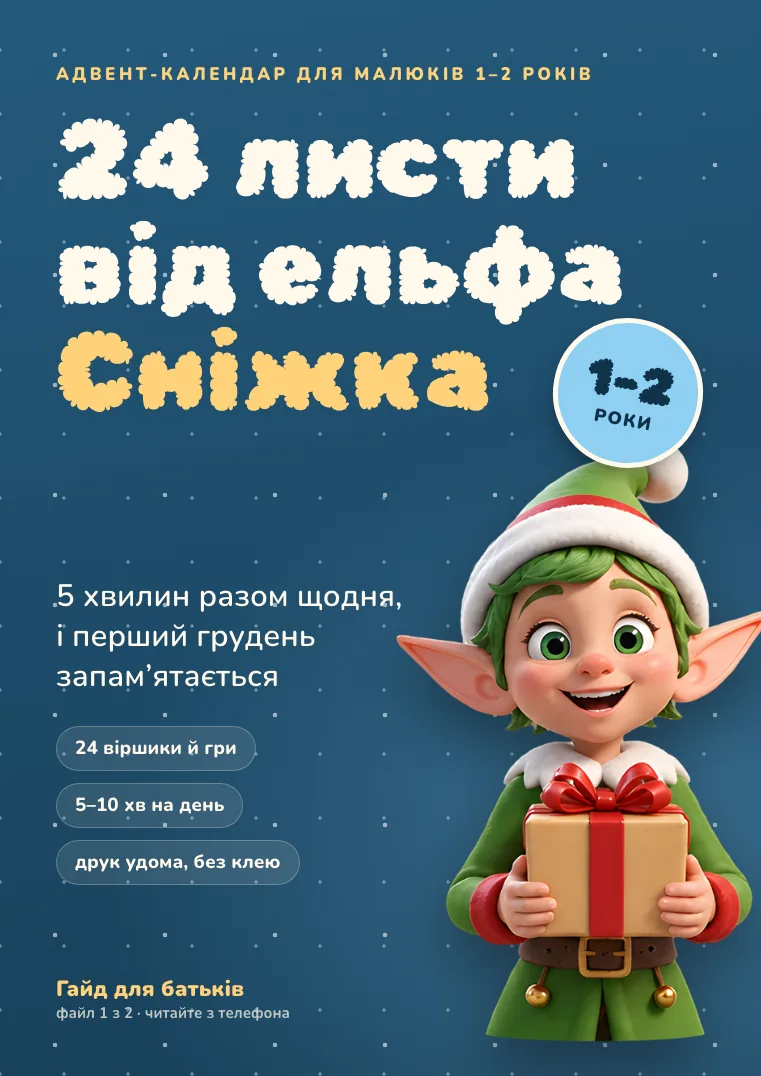 АДВЕНТ-КАЛЕНДАР ДЛЯ МАЛЮКІВ 1–2 РОКІВ
24 листи
від ельфа
Сніжка
1–2
РОКИ
5 хвилин разом щодня,
і перший грудень
запам’ятається
24 віршики й гри
5–10 хв на день
друк удома, без клею
Гайд для батьків
файл 1 з 2 · читайте з телефона